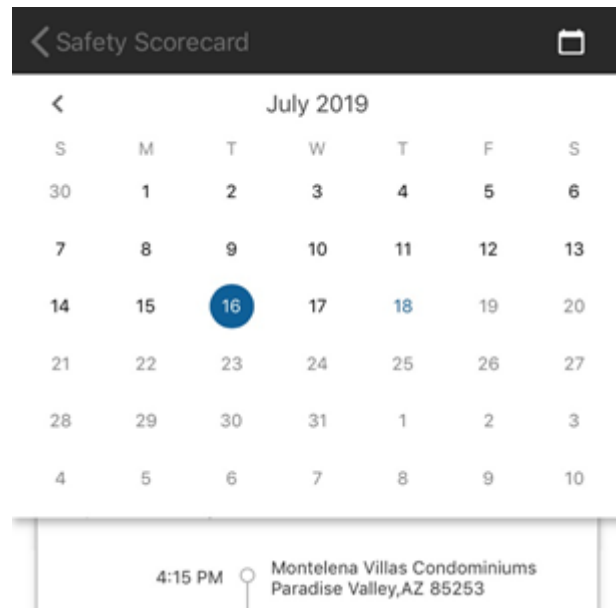 Safety Scorecard
July 2019
S M T W T F S
30 1 2 3 4 5 6
7 8 9 10 11 12 13
14 15 16 17 18 19 20
21 22 23 24 25 26 27
28 29 30 31 1 2 3
4 5 6 7 8 9 10
4:15 PM Montelena Villas Condominiums
Paradise Valley,AZ 85253